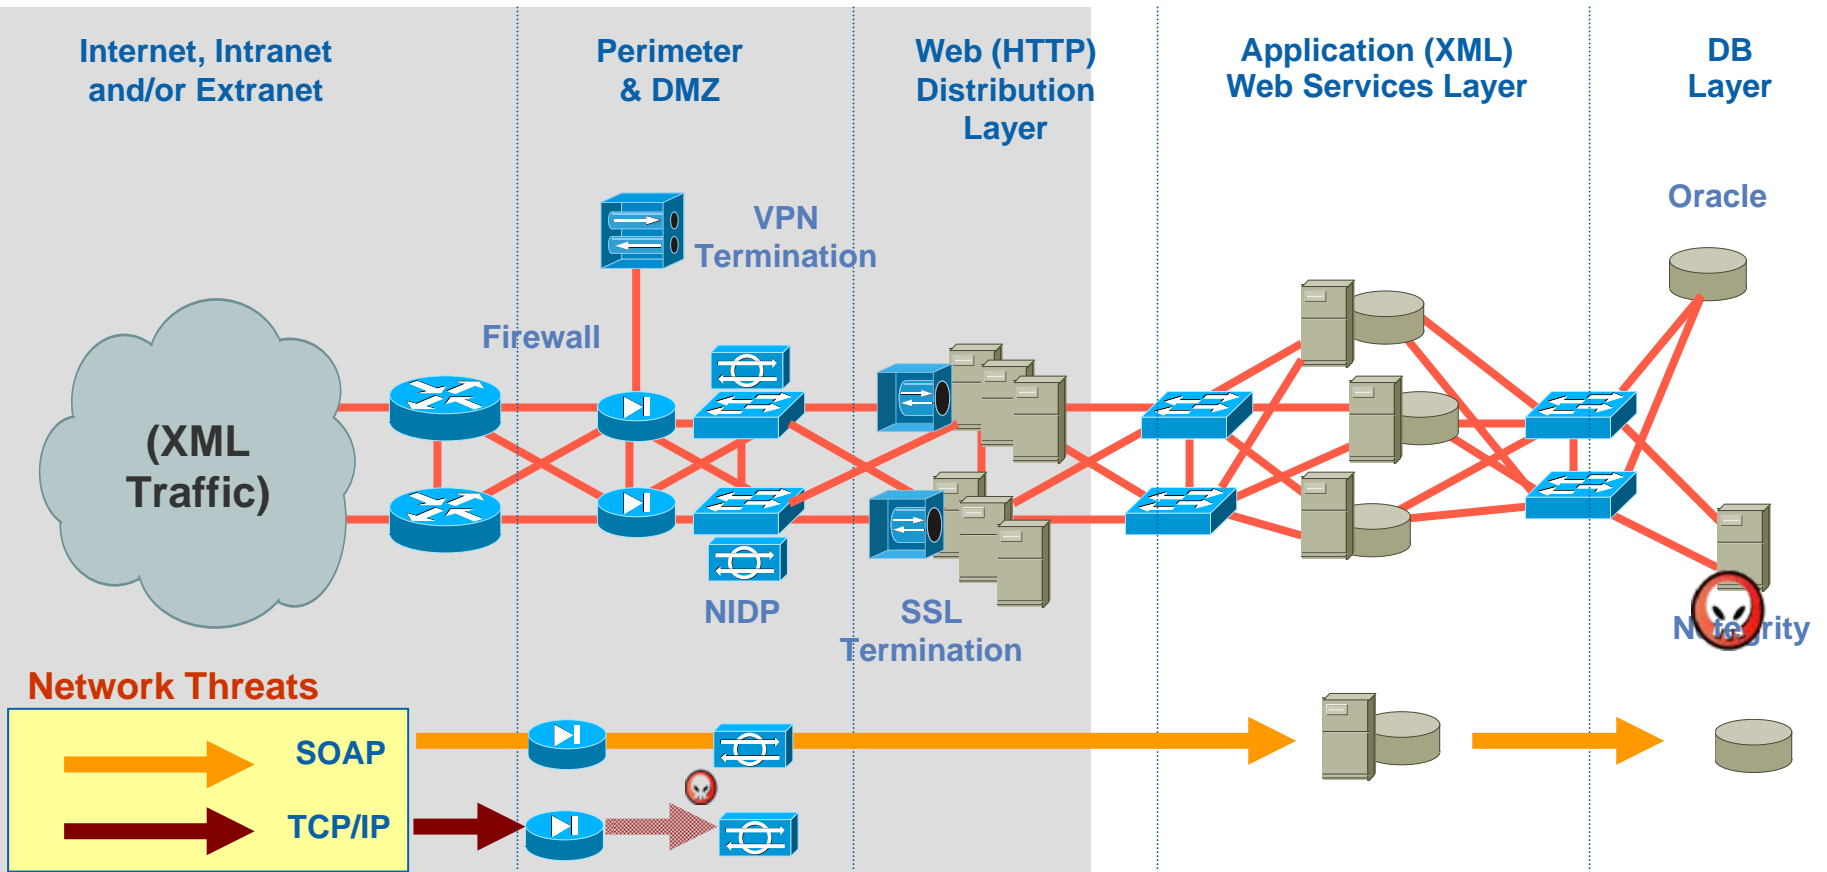 Internet, Intranet
and/or Extranet
Perimeter
& DMZ
Web (HTTP)
Distribution
Layer
Application (XML)
Web Services Layer
DB
Layer
Oracle
VPN
Termination
Firewall
(XML
Traffic)
NIDP
SSL
Termination
Network Threats
SOAP
TCP/IP